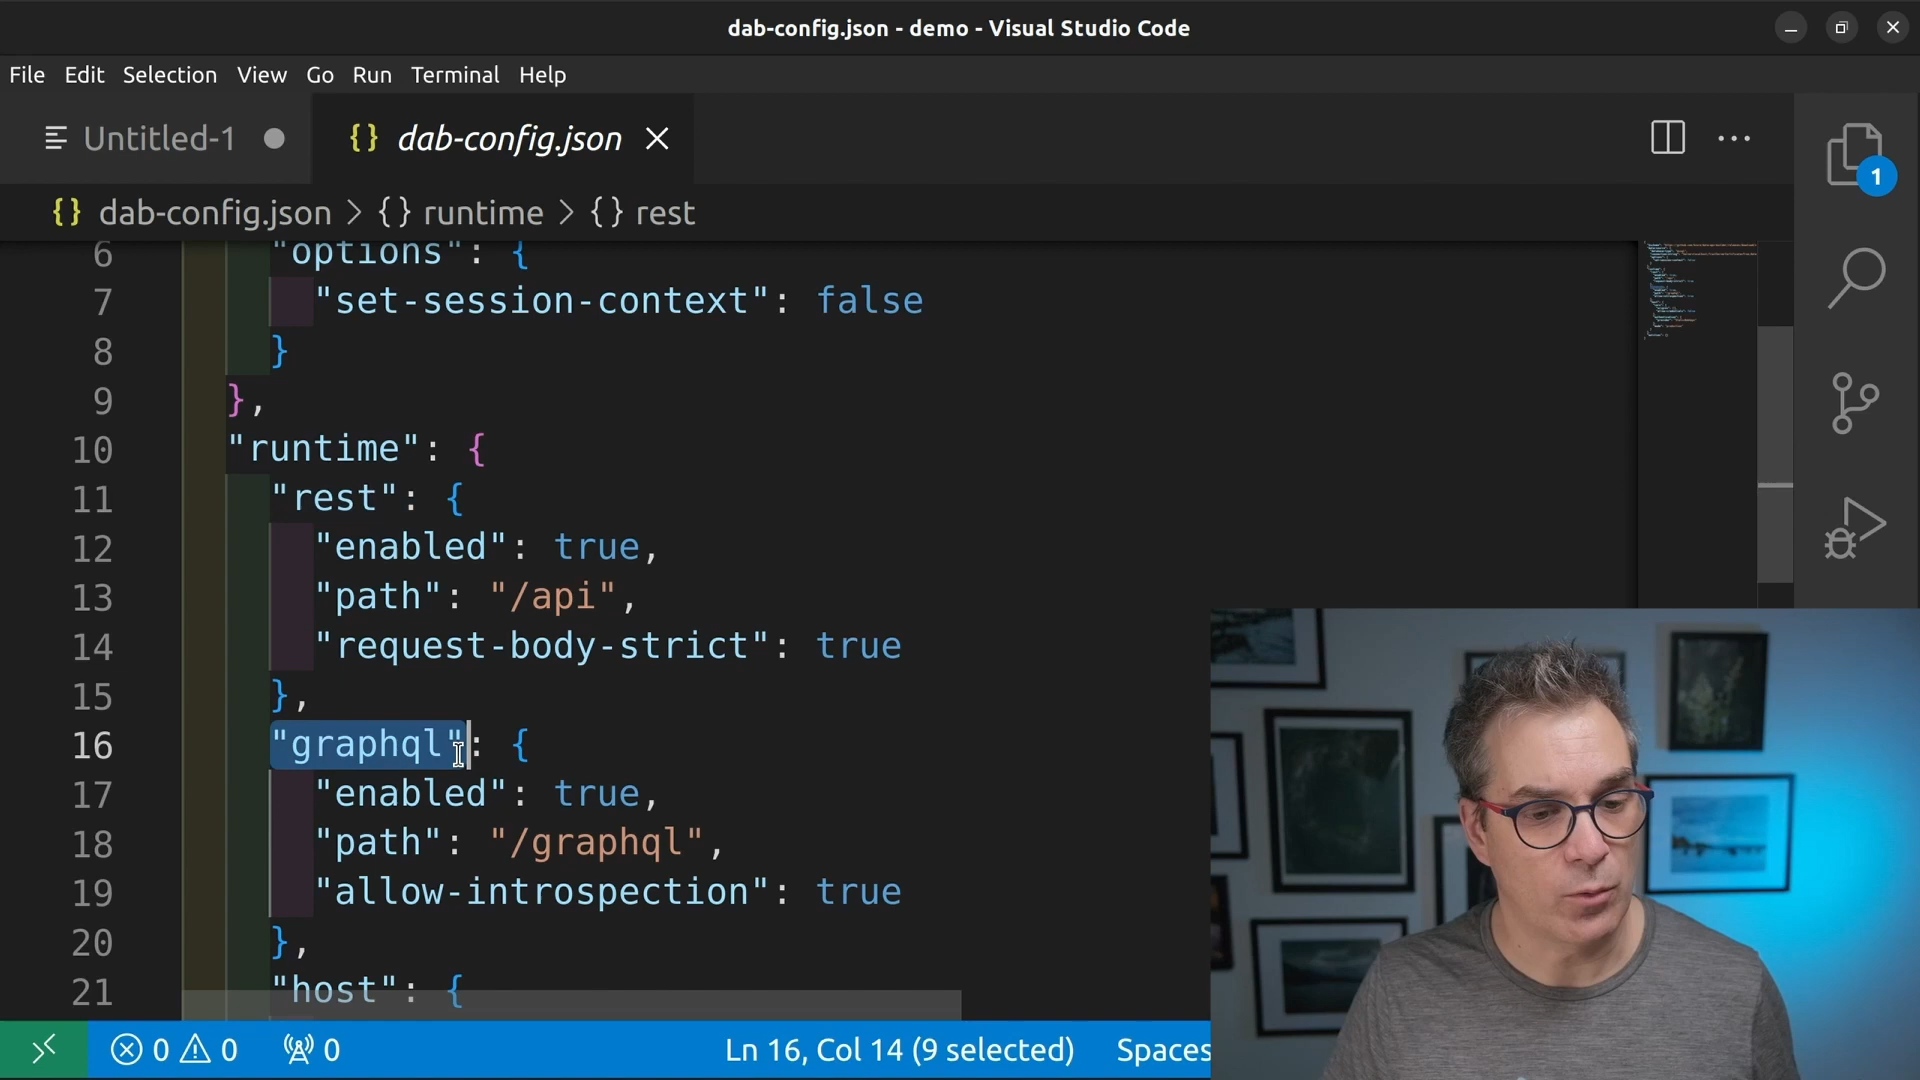 dab-config.json - demo - Visual Studio Code
File Edit Selection View Go Run Terminal Help
Untitled-1
{} dab-config.json
1
{} dab-config.json > {} runtime > {} rest
6 "options": {
7 "set-session-context": false
8 }
9 },
10 "runtime": {
11 "rest": {
12 "enabled": true,
13 "path": "/api",
14 "request-body-strict": true
15 },
16 "graphql": {
17 "enabled": true,
18 "path": "/graphql",
19 "allow-introspection": true
20 },
21 "host": {
0 0 0 Ln 16, Col 14 (9 selected) Spaces